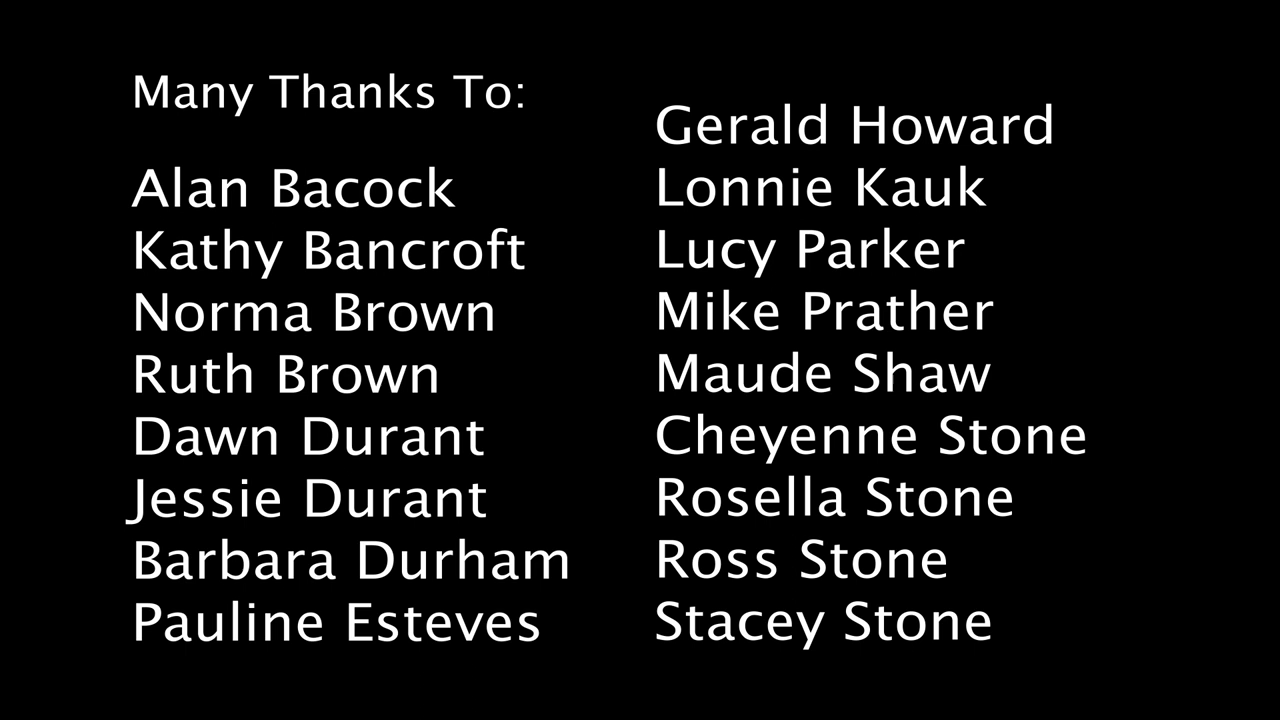 Many Thanks To:
Alan Bacock
Kathy Bancroft
Norma Brown
Ruth Brown
Dawn Durant
Jessie Durant
Barbara Durham
Pauline Esteves
Gerald Howard
Lonnie Kauk
Lucy Parker
Mike Prather
Maude Shaw
Cheyenne Stone
Rosella Stone
Ross Stone
Stacey Stone